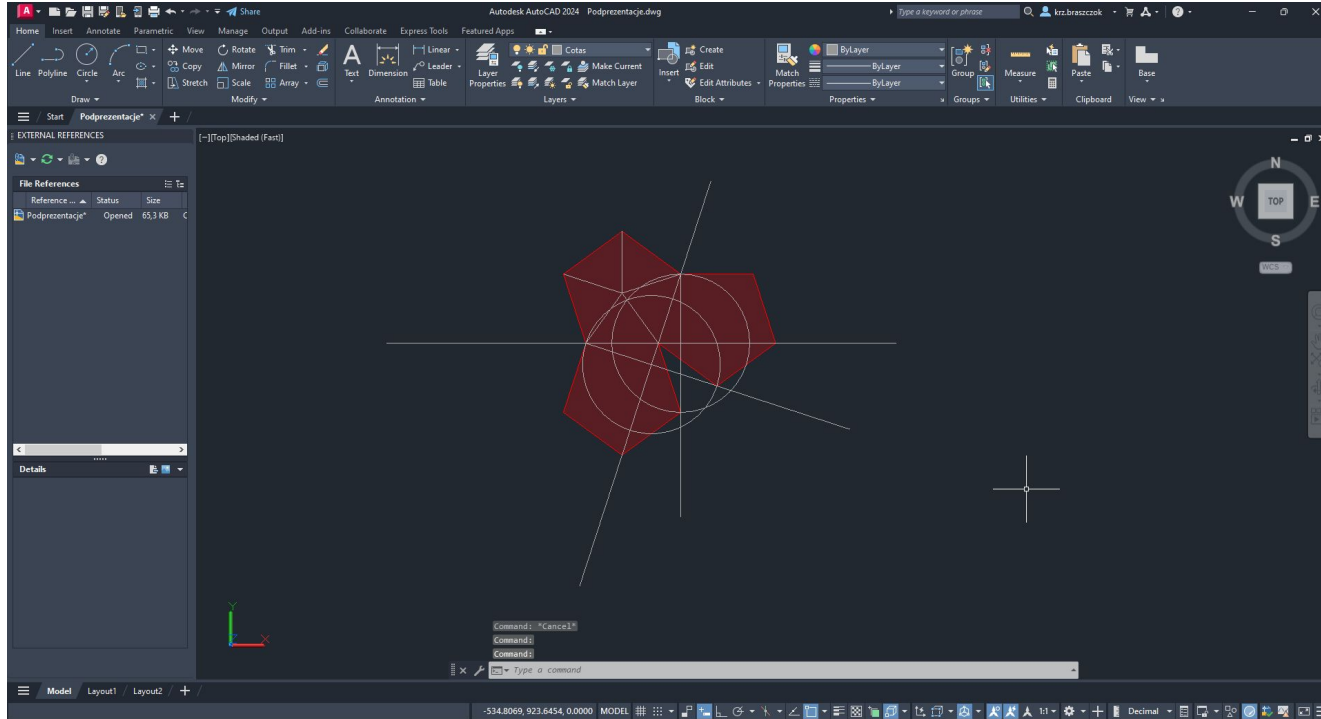 A Share Autodesk AutoCAD 2024 Podprezentacje.dwg Type a keyword or phrase krz.braszczok
Home Insert Annotate Parametric View Manage Output Add-ins Collaborate Express Tools Featured Apps
Line Polyline Circle Arc
Move Rotate Trim
Copy Mirror Fillet
Stretch Scale Array
Draw Modify
A Text Dimension
Linear
Leader
Table
Annotation
Layer Properties
Cotas
Make Current
Match Layer
Layers
Insert
Create
Edit
Edit Attributes
Block
Match Properties
ByLayer
ByLayer
ByLayer
Properties
Group
Groups
Measure
Utilities
Paste
Clipboard
Base
View
Start Podprezentacje*
EXTERNAL REFERENCES
File References
Reference ... Status Size
Podprezentacje* Opened 65,3 KB
Details
[−][Top][Shaded (Fast)]
N
W TOP E
S
WCS
Y
X
Command: *Cancel*
Command:
Command:
Type a command
Model Layout1 Layout2
-534.8069, 923.6454, 0.0000 MODEL 1:1 Decimal